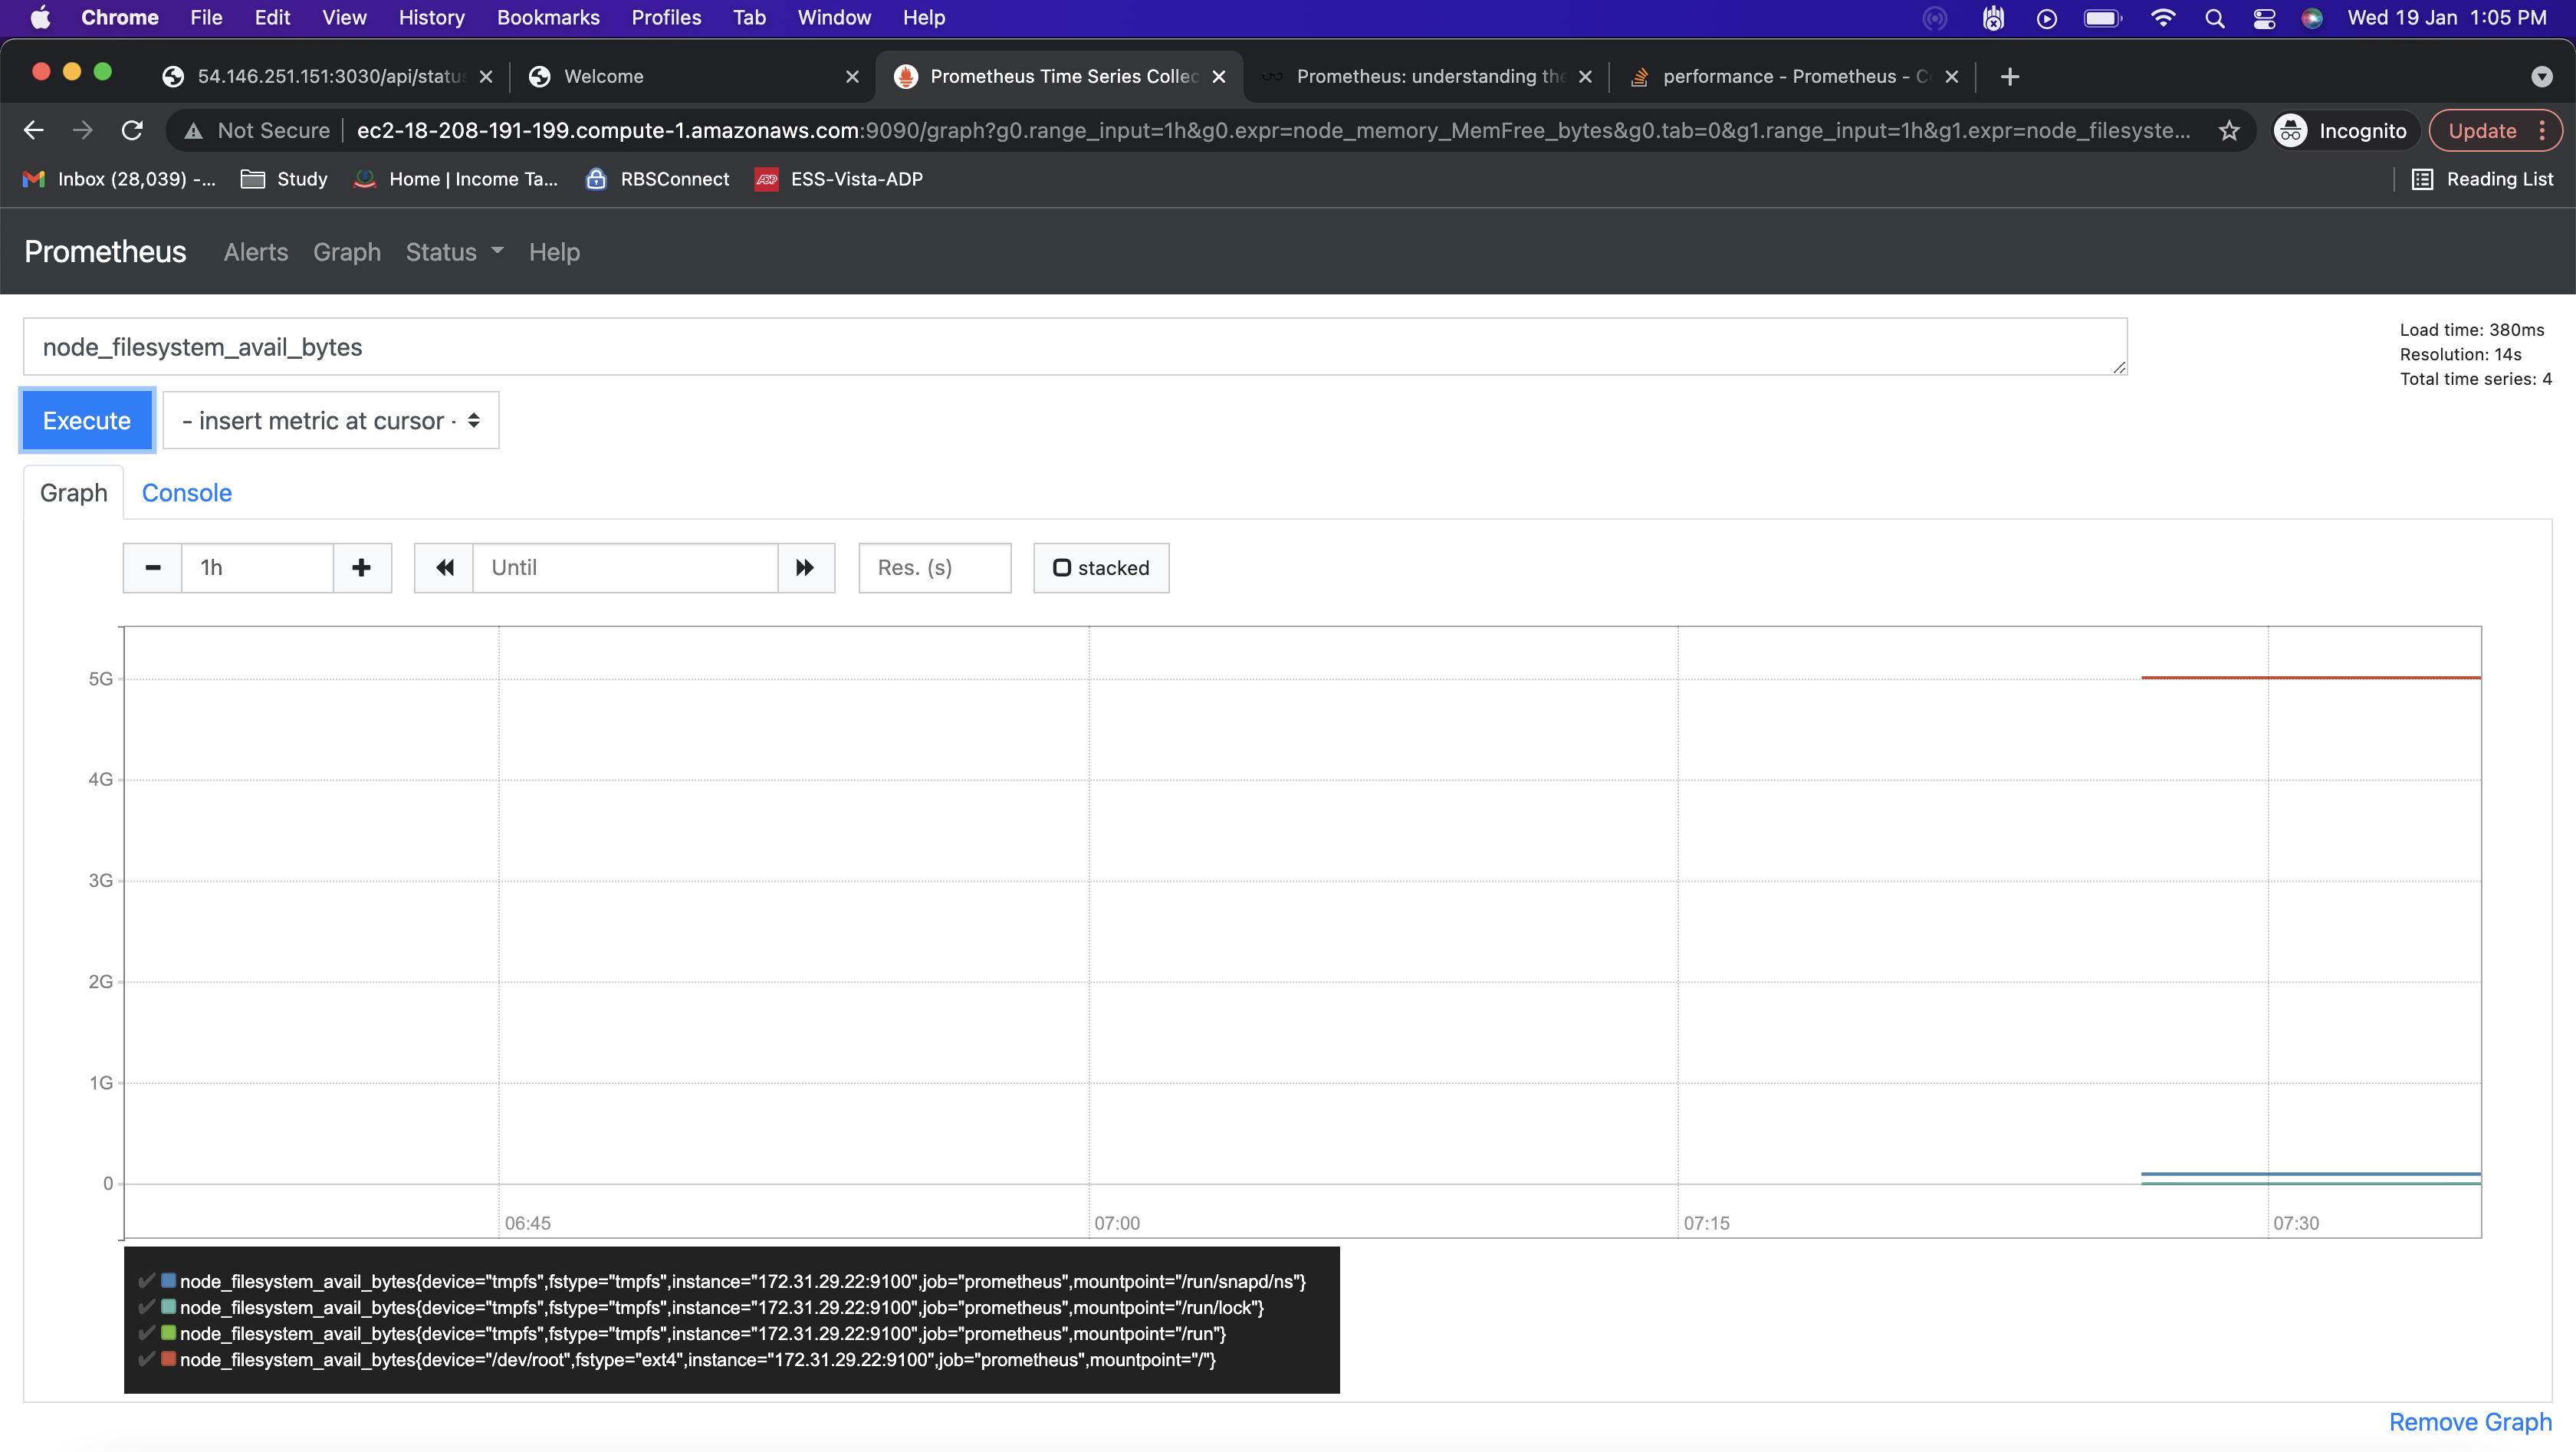 Chrome File Edit View History Bookmarks Profiles Tab Window Help Wed 19 Jan 1:05 PM
54.146.251.151:3030/api/statu Welcome Prometheus Time Series Collec Prometheus: understanding the performance - Prometheus - C
Not Secure ec2-18-208-191-199.compute-1.amazonaws.com:9090/graph?g0.range_input=1h&g0.expr=node_memory_MemFree_bytes&g0.tab=0&g1.range_input=1h&g1.expr=node_filesyste... Incognito Update
Inbox (28,039) -... Study Home | Income Ta... RBSConnect ESS-Vista-ADP Reading List
Prometheus Alerts Graph Status Help
node_filesystem_avail_bytes
Load time: 380ms
Resolution: 14s
Total time series: 4
Execute - insert metric at cursor -
Graph Console
1h Until Res. (s) stacked
5G
4G
3G
2G
1G
0
06:45 07:00 07:15 07:30
node_filesystem_avail_bytes{device="tmpfs",fstype="tmpfs",instance="172.31.29.22:9100",job="prometheus",mountpoint="/run/snapd/ns"}
node_filesystem_avail_bytes{device="tmpfs",fstype="tmpfs",instance="172.31.29.22:9100",job="prometheus",mountpoint="/run/lock"}
node_filesystem_avail_bytes{device="tmpfs",fstype="tmpfs",instance="172.31.29.22:9100",job="prometheus",mountpoint="/run"}
node_filesystem_avail_bytes{device="/dev/root",fstype="ext4",instance="172.31.29.22:9100",job="prometheus",mountpoint="/"}
Remove Graph